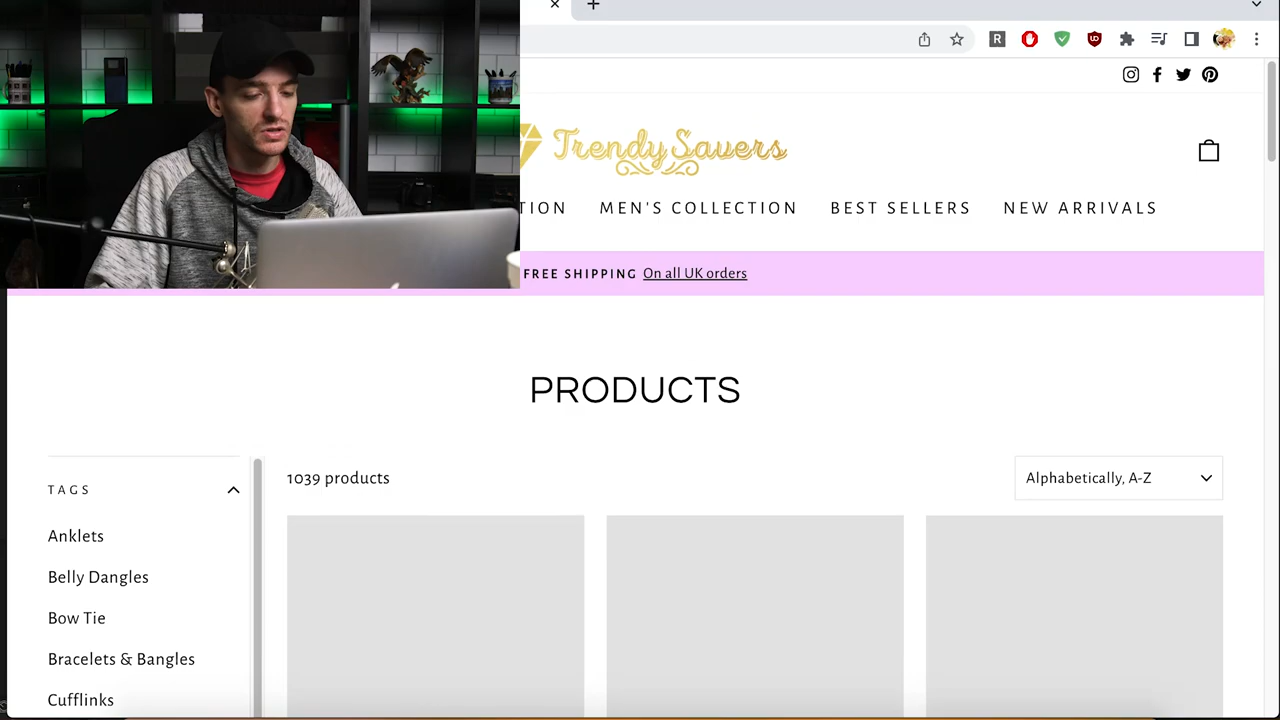 Trendy Savers
TION MEN'S COLLECTION BEST SELLERS NEW ARRIVALS
FREE SHIPPING On all UK orders
PRODUCTS
TAGS
1039 products
Alphabetically, A-Z
Anklets
Belly Dangles
Bow Tie
Bracelets & Bangles
Cufflinks